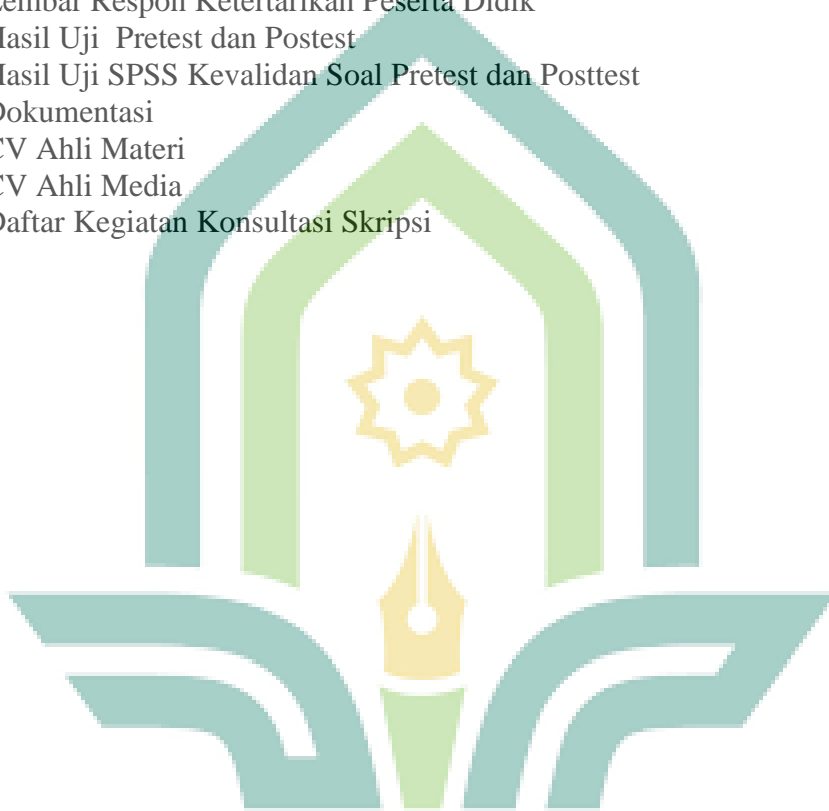 Lembar Respon Ketertarikan Peserta Didik
Hasil Uji Pretest dan Postest
Hasil Uji SPSS Kevalidan Soal Pretest dan Posttest
Dokumentasi
CV Ahli Materi
CV Ahli Media
Daftar Kegiatan Konsultasi Skripsi